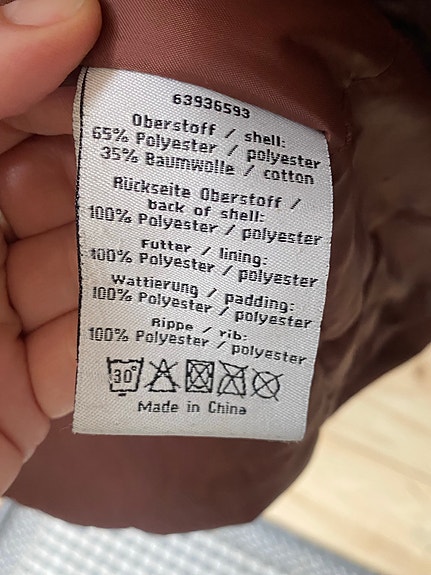 63936593
Oberstoff / shell:
65% Polyester / polyester
35% Baumwolle / cotton
Rückseite Oberstoff /
back of shell:
100% Polyester / polyester
Futter / lining:
100% Polyester / polyester
Wattierung / padding:
100% Polyester / polyester
Rippe / rib:
100% Polyester / polyester
30°
Made in China